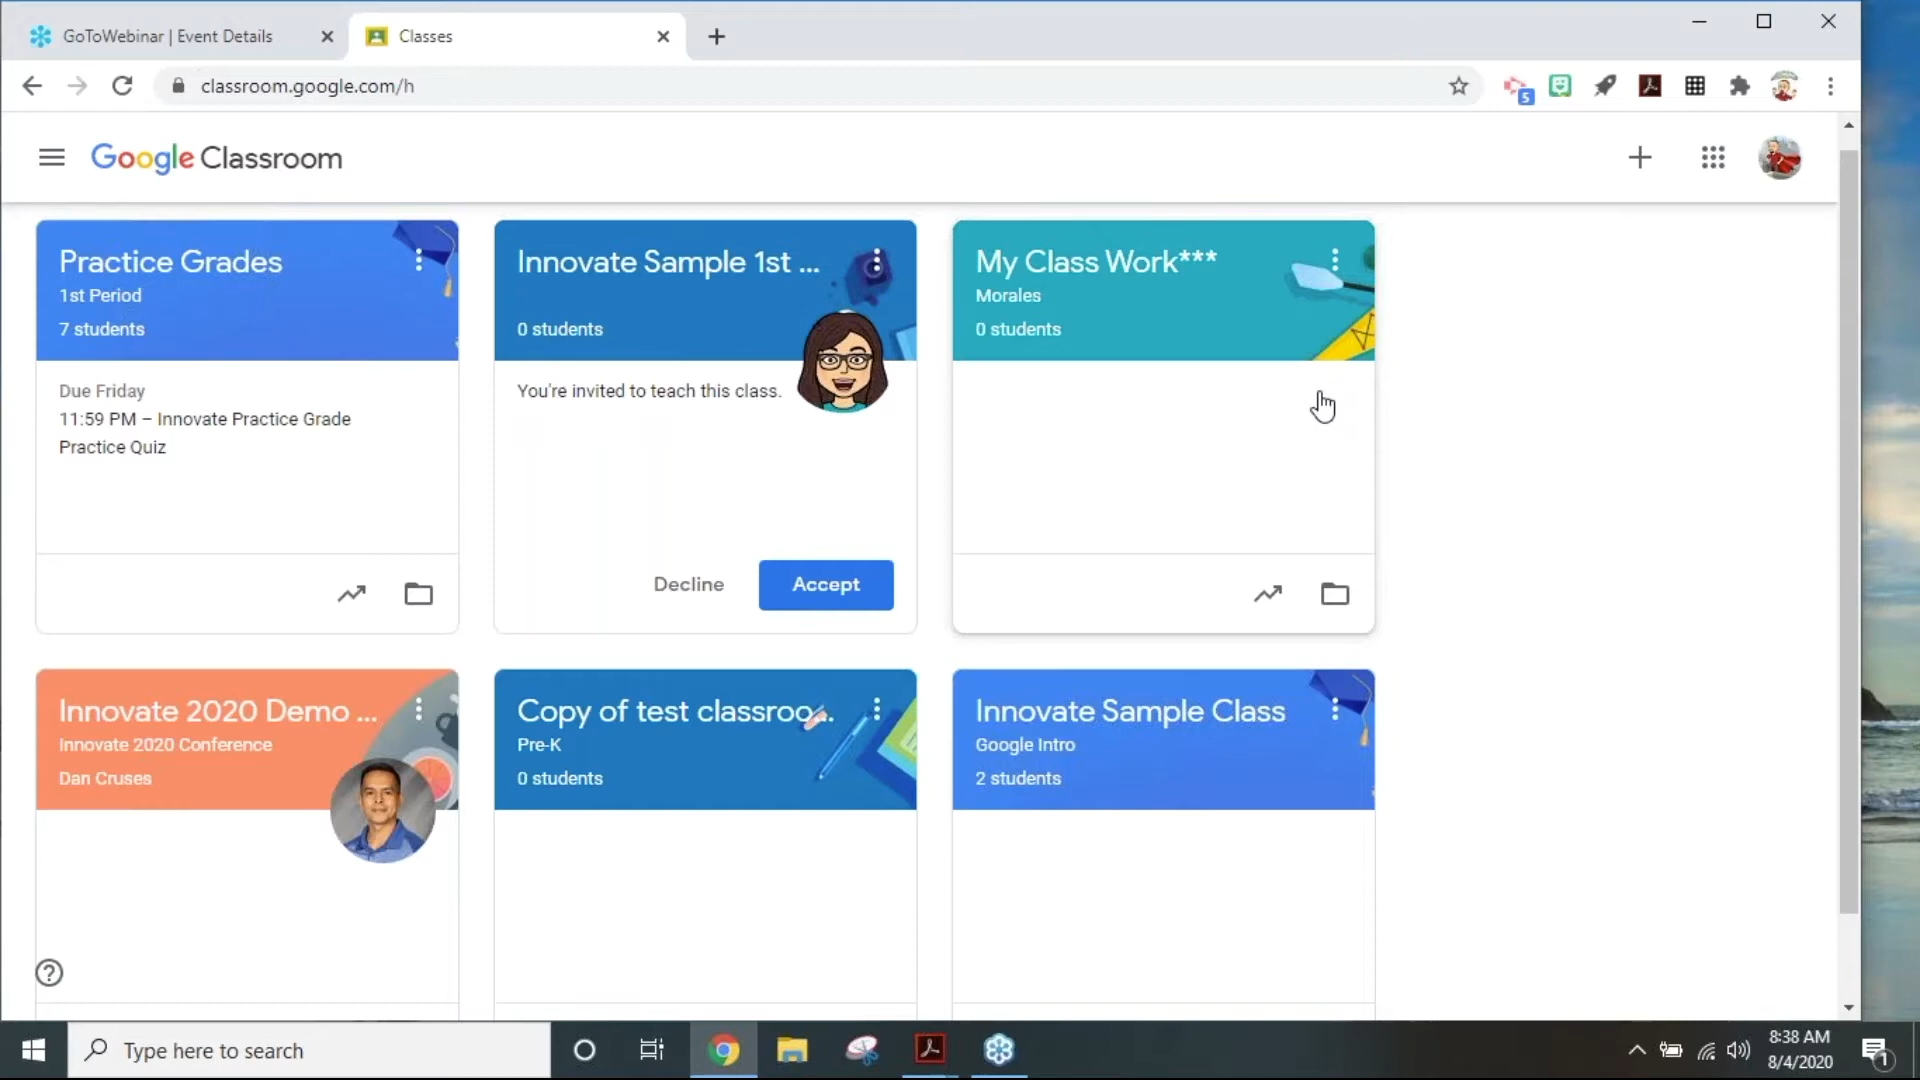 GoToWebinar | Event Details
Classes
classroom.google.com/h
5
Google Classroom
Practice Grades
1st Period
7 students
Due Friday
11:59 PM – Innovate Practice Grade
Practice Quiz
Innovate Sample 1st ...
0 students
You're invited to teach this class.
Decline
Accept
My Class Work***
Morales
0 students
Innovate 2020 Demo ...
Innovate 2020 Conference
Dan Cruses
Copy of test classroo...
Pre-K
0 students
Innovate Sample Class
Google Intro
2 students
Type here to search
8:38 AM
8/4/2020
1